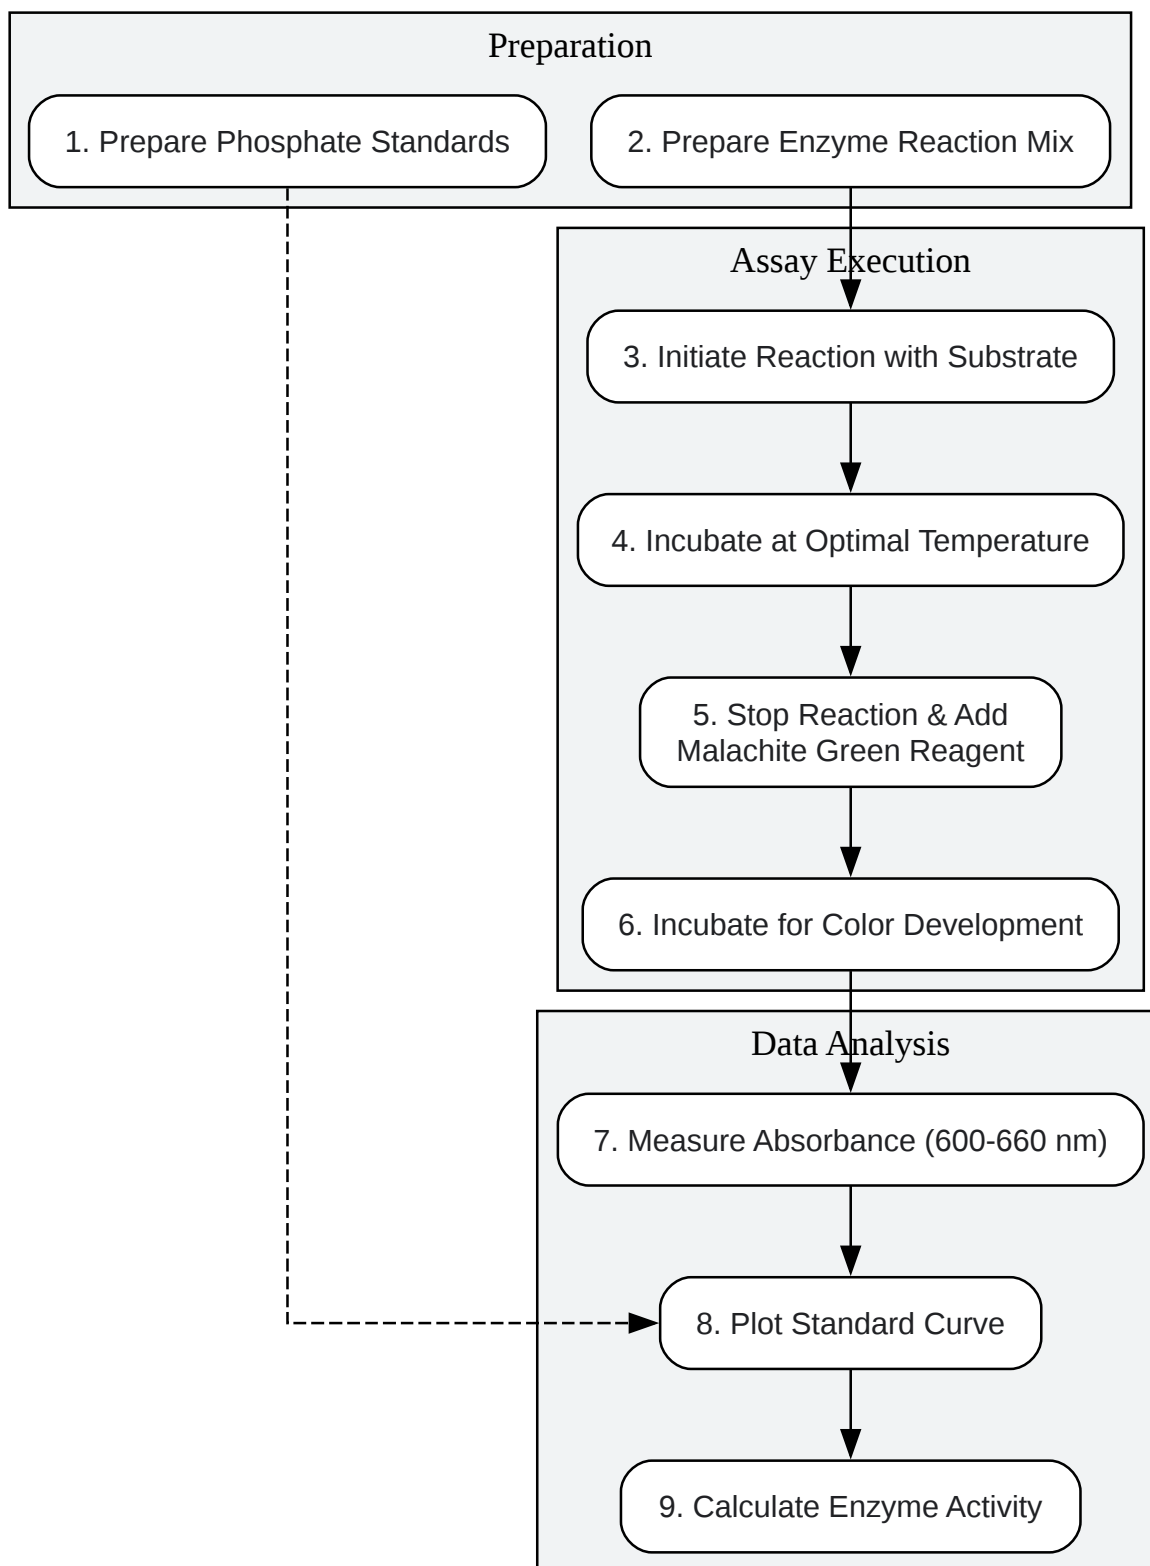 Preparation
1. Prepare Phosphate Standards
2. Prepare Enzyme Reaction Mix
Assay Execution
3. Initiate Reaction with Substrate
4. Incubate at Optimal Temperature
5. Stop Reaction & Add
Malachite Green Reagent
6. Incubate for Color Development
Data Analysis
7. Measure Absorbance (600-660 nm)
8. Plot Standard Curve
9. Calculate Enzyme Activity